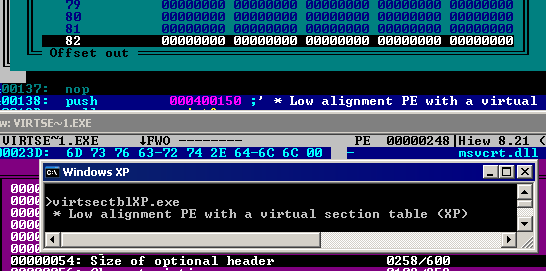 79 00000000 00000000 00000000 00000000
80 00000000 00000000 00000000 00000000
81 00000000 00000000 00000000 00000000
82 00000000 00000000 00000000 00000000
Offset out
00137: nop
00138: push 000400150 ;' * Low alignment PE with a virtual
w: VIRTSE~1.EXE
VIRTSE~1.EXE ↓FWO -------- PE 00000248|Hiew 8.21 (
0023D: 6D 73 76 63-72 74 2E 64-6C 6C 00 - msvcrt.dll
Windows XP
>virtsectblXP.exe
* Low alignment PE with a virtual section table (XP)
00000054: Size of optional header 0258/600